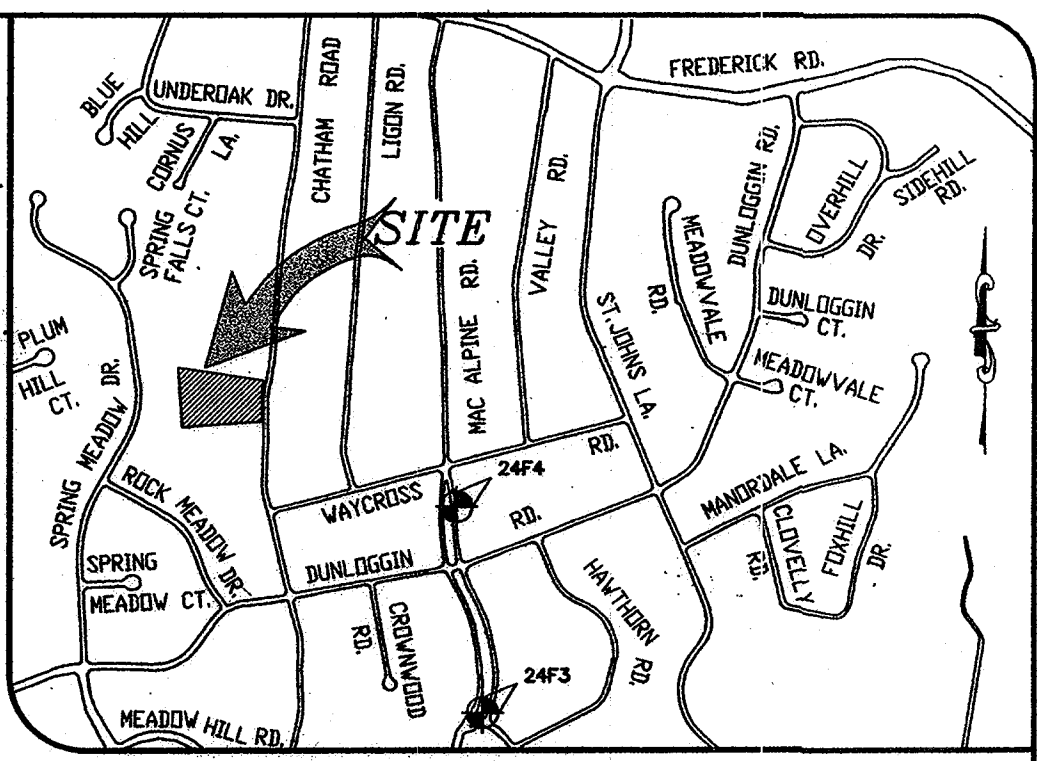 FREDERICK RD.
BLUE
HILL
UNDEROAK DR.
CORNUS
LA.
CHATHAM ROAD
LIGON RD.
SITE
SPRING
FALLS CT.
MAC ALPINE RD.
VALLEY RD.
ST. JOHNS LA.
MEADOWVALE
RD.
DUNLOGGIN RD.
OVERHILL
DR.
SIDEHILL
RD.
DUNLOGGIN
CT.
MEADOWVALE
CT.
PLUM
HILL
CT.
SPRING MEADOW DR.
ROCK MEADOW DR.
SPRING
MEADOW CT.
WAYCROSS RD.
24F4
DUNLOGGIN RD.
MANORDALE LA.
CLOVELLY
RD.
FOXHILL
DR.
HAWTHORN RD.
CROWNWOOD
RD.
24F3
MEADOW HILL RD.